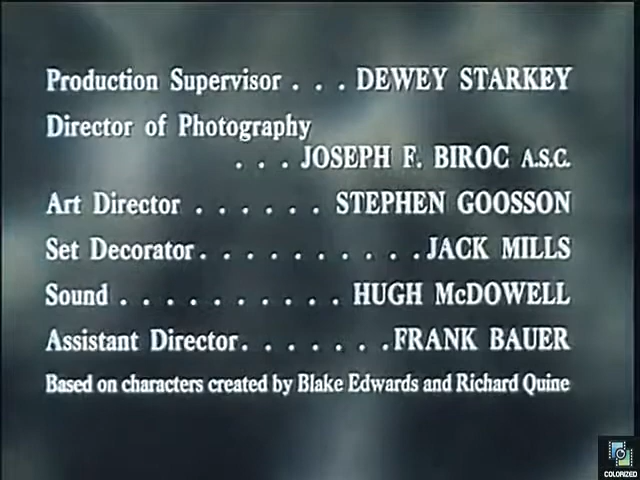 Production Supervisor . . . DEWEY STARKEY
Director of Photography
. . . JOSEPH F. BIROC A.S.C.
Art Director . . . . . . STEPHEN GOOSSON
Set Decorator. . . . . . . . . . JACK MILLS
Sound . . . . . . . . . . HUGH McDOWELL
Assistant Director. . . . . . . FRANK BAUER
Based on characters created by Blake Edwards and Richard Quine
COLORIZED